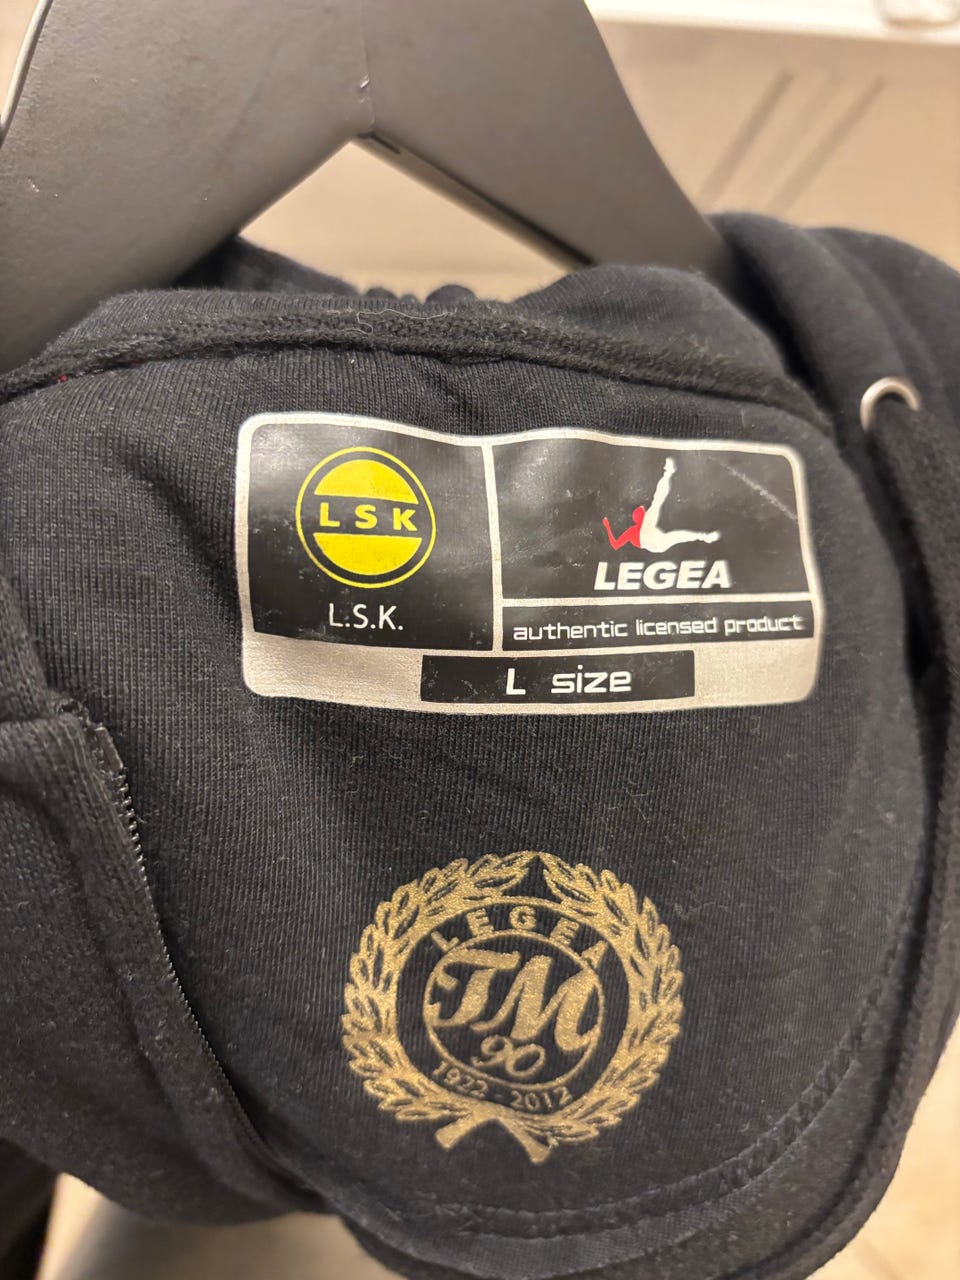 LSK
L.S.K.
LEGEA
authentic licensed product
L size
LEGEA
TM
90
1922 - 2012